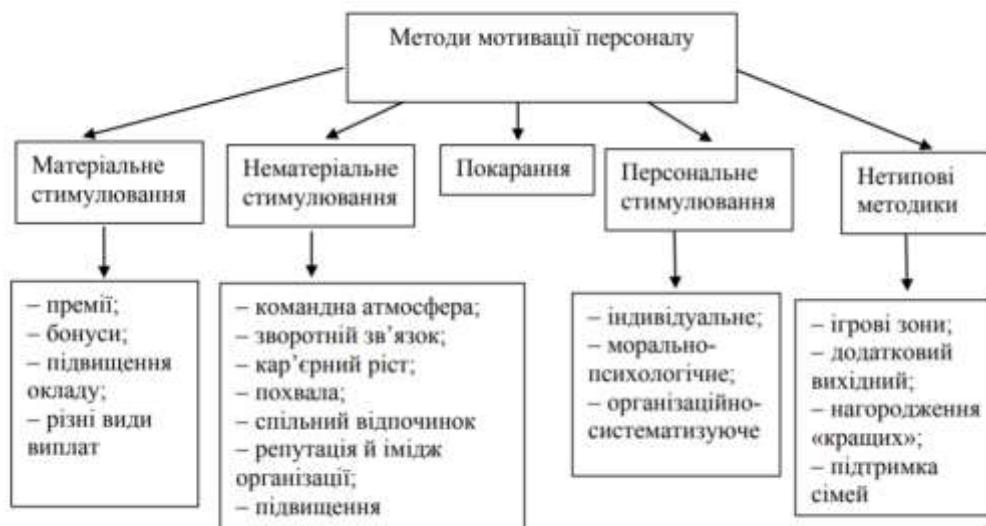 Методи мотивації персоналу
Матеріальне
стимулювання
Нематеріальне
стимулювання
Покарання
Персональне
стимулювання
Нетипові
методики
– премії;
– бонуси;
– підвищення
окладу;
– різні види
виплат
– командна атмосфера;
– зворотній зв’язок;
– кар’єрний ріст;
– похвала;
– спільний відпочинок
– репутація й імідж
організації;
– підвищення
– індивідуальне;
– морально-
психологічне;
– організаційно-
систематизуюче
– ігрові зони;
– додатковий
вихідний;
– нагородження
«кращих»;
– підтримка
сімей